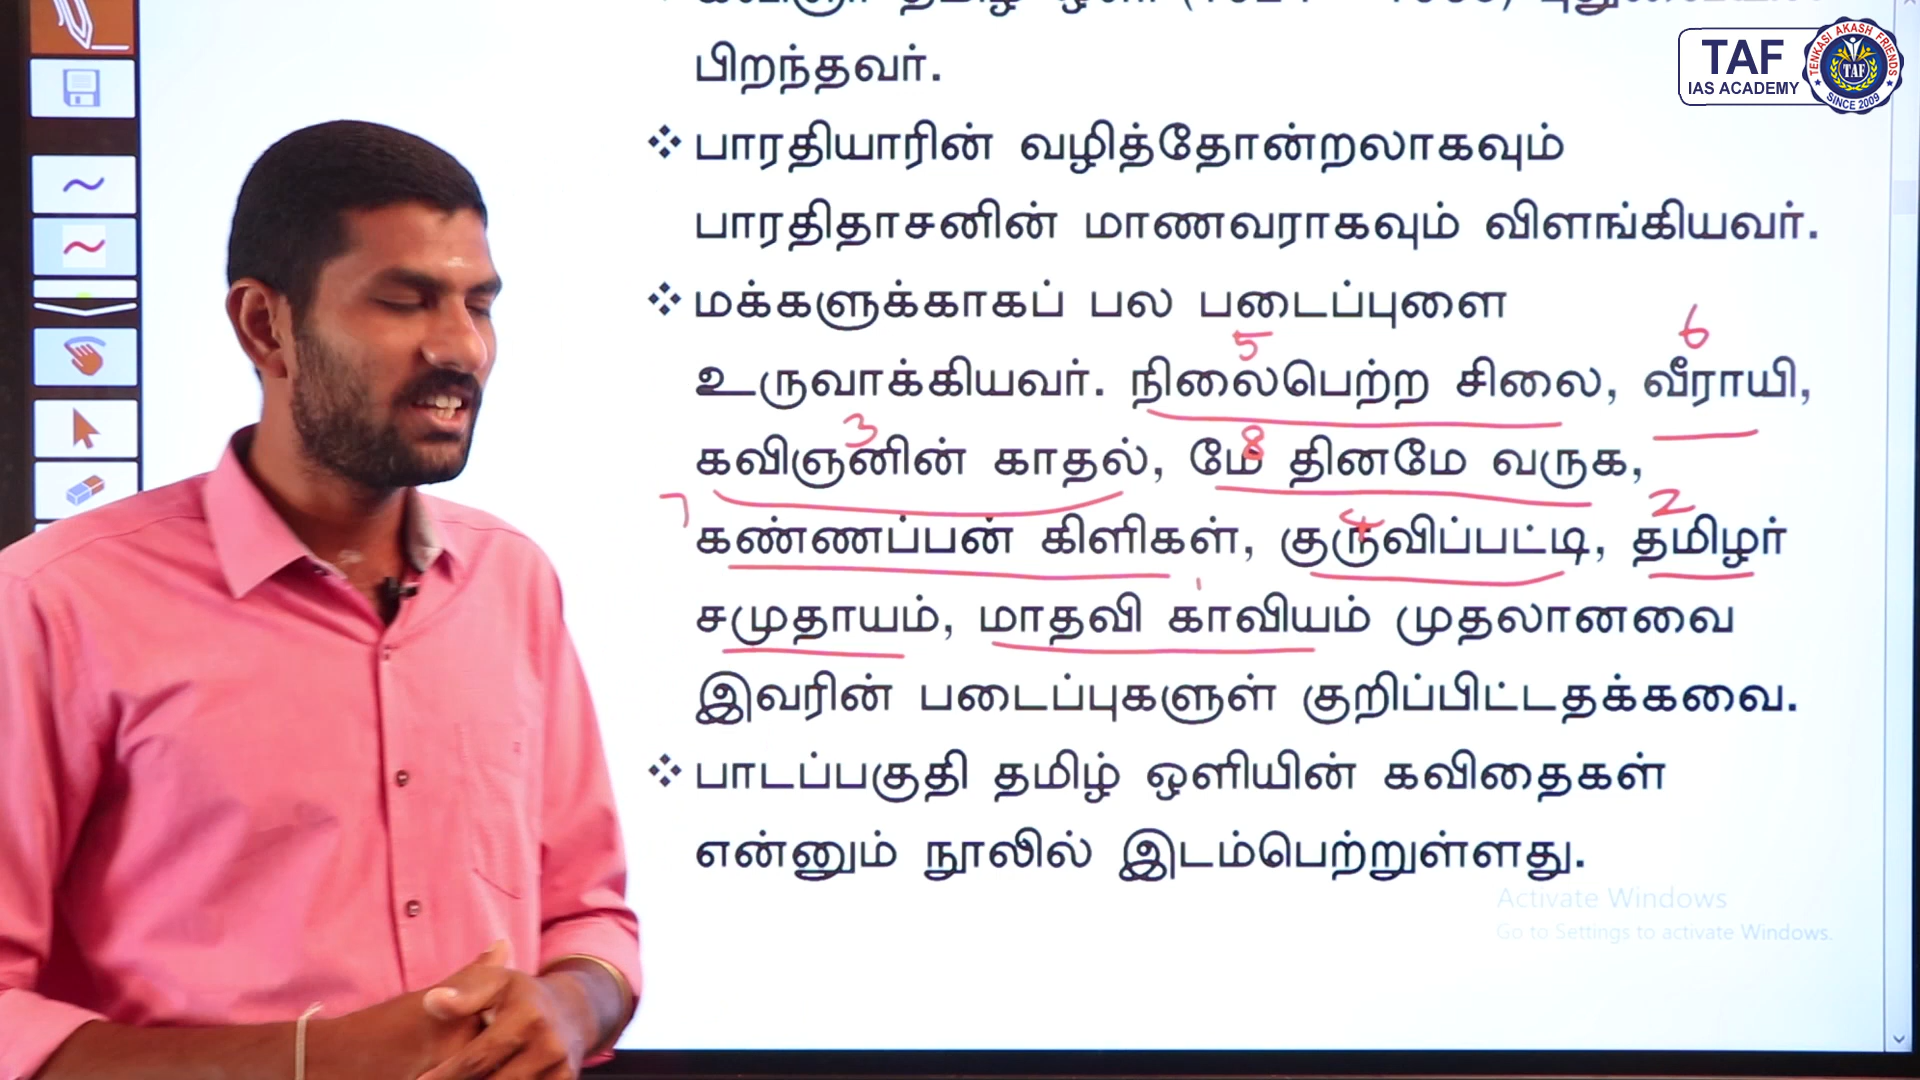 பிறந்தவர்.
❖ பாரதியாரின் வழித்தோன்றலாகவும்
பாரதிதாசனின் மாணவராகவும் விளங்கியவர்.
❖ மக்களுக்காகப் பல படைப்புளை
உருவாக்கியவர். நிலைபெற்ற சிலை, வீராயி,
கவிஞனின் காதல், மே தினமே வருக,
கண்ணப்பன் கிளிகள், குருவிப்பட்டி, தமிழர்
சமுதாயம், மாதவி காவியம் முதலானவை
இவரின் படைப்புகளுள் குறிப்பிட்டதக்கவை.
❖ பாடப்பகுதி தமிழ் ஒளியின் கவிதைகள்
என்னும் நூலில் இடம்பெற்றுள்ளது.
5
6
3
8
7
4
2
1
TAF
IAS ACADEMY
TENKASI AKASH FRIENDS
TAF
SINCE 2009
Activate Windows
Go to Settings to activate Windows.